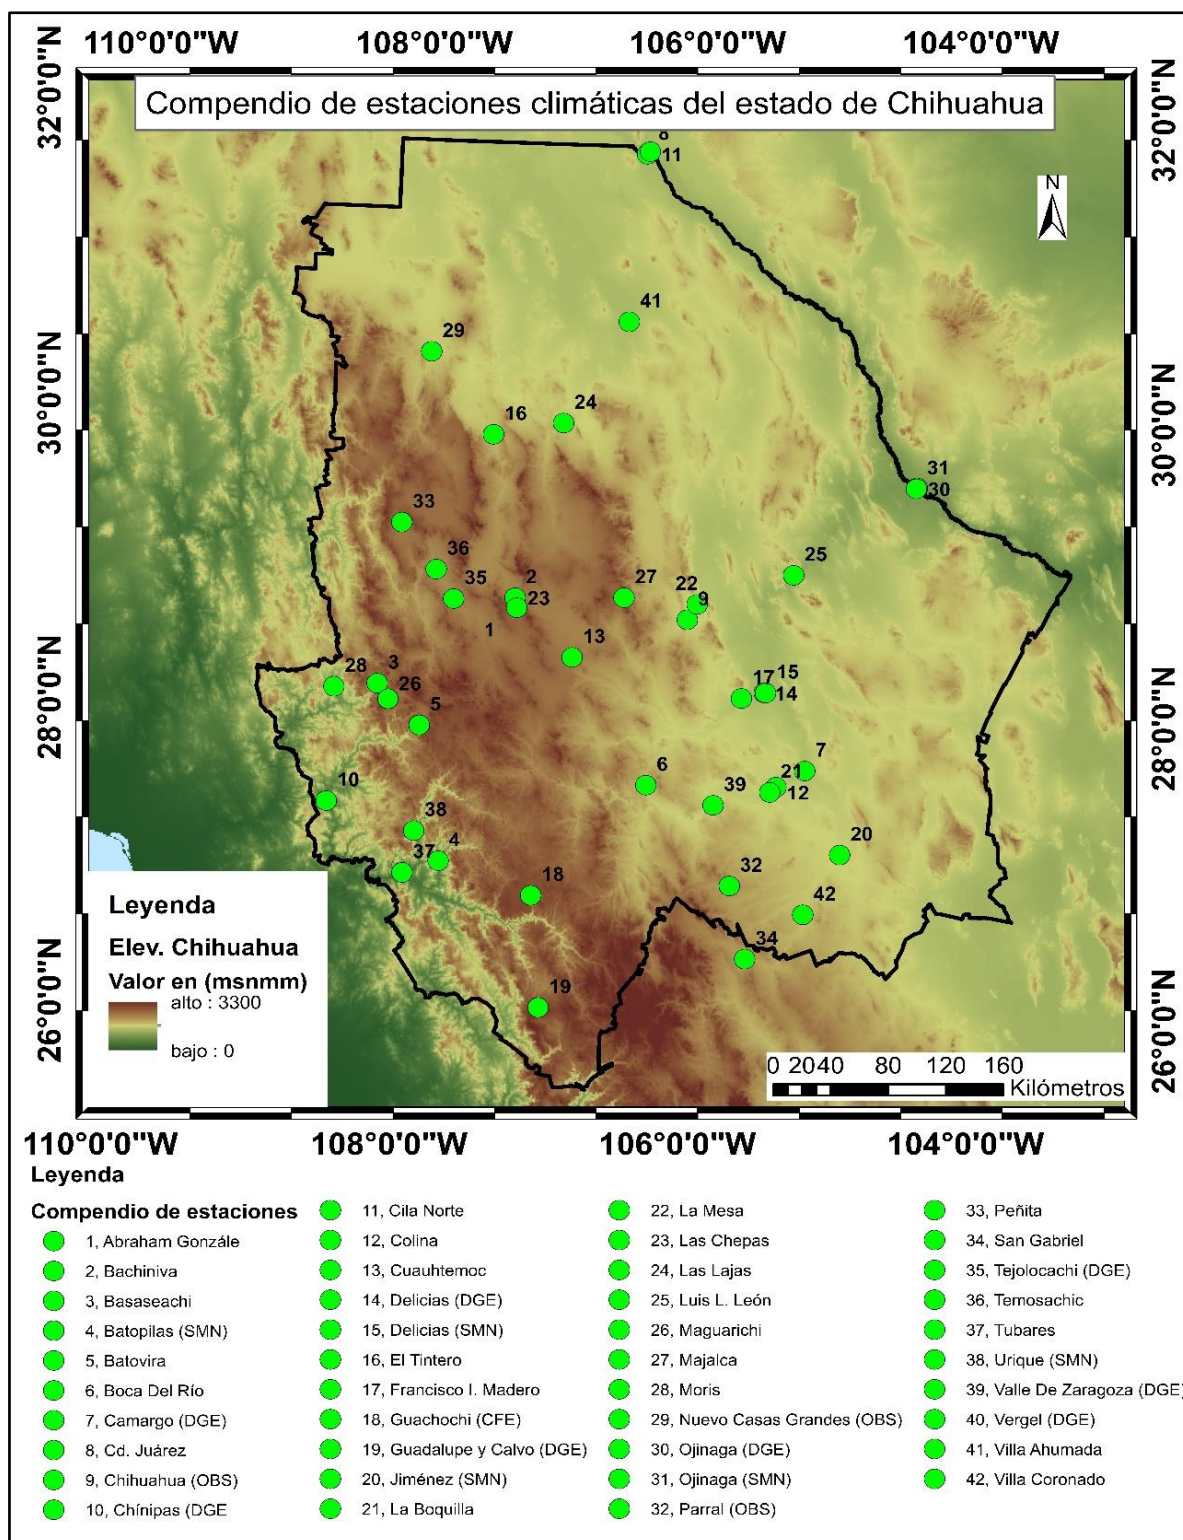 110°0'0"W 108°0'0"W 106°0'0"W 104°0'0"W
Compendio de estaciones climáticas del estado de Chihuahua
32°0'0"N
32°0'0"N
8
11
N
41
29
30°0'0"N
30°0'0"N
24
16
31
30
33
36
25
35
2
23
27
22
9
1
13
28
3
26
17
15
14
28°0'0"N
28°0'0"N
5
7
6
21
10
39
12
38
4
20
37
18
32
42
34
19
26°0'0"N
26°0'0"N
Leyenda
Elev. Chihuahua
Valor en (msnmm)
alto : 3300
bajo : 0
0 20 40 80 120 160
Kilómetros
110°0'0"W 108°0'0"W 106°0'0"W 104°0'0"W
Leyenda
Compendio de estaciones
1, Abraham Gonzále
2, Bachiniva
3, Basaseachi
4, Batopilas (SMN)
5, Batovira
6, Boca Del Río
7, Camargo (DGE)
8, Cd. Juárez
9, Chihuahua (OBS)
10, Chínipas (DGE
11, Cila Norte
12, Colina
13, Cuauhtemoc
14, Delicias (DGE)
15, Delicias (SMN)
16, El Tintero
17, Francisco I. Madero
18, Guachochi (CFE)
19, Guadalupe y Calvo (DGE)
20, Jiménez (SMN)
21, La Boquilla
22, La Mesa
23, Las Chepas
24, Las Lajas
25, Luis L. León
26, Maguarichi
27, Majalca
28, Moris
29, Nuevo Casas Grandes (OBS)
30, Ojinaga (DGE)
31, Ojinaga (SMN)
32, Parral (OBS)
33, Peñita
34, San Gabriel
35, Tejolocachi (DGE)
36, Temosachic
37, Tubares
38, Urique (SMN)
39, Valle De Zaragoza (DGE)
40, Vergel (DGE)
41, Villa Ahumada
42, Villa Coronado